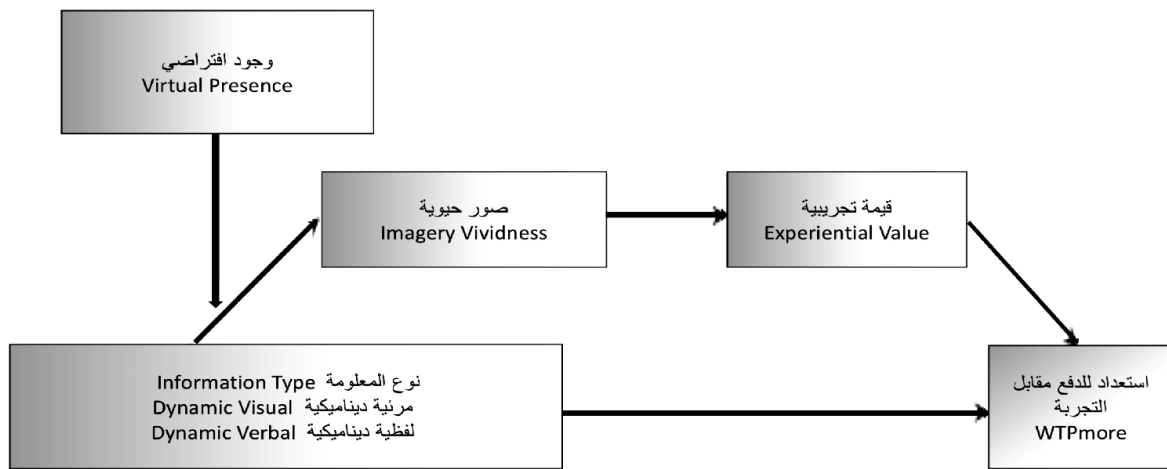 وجود افتراضي
Virtual Presence
صور حيوية
Imagery Vividness
قيمة تجريبية
Experiential Value
نوع المعلومة Information Type
مرئية ديناميكية Dynamic Visual
لفظية ديناميكية Dynamic Verbal
استعداد للدفع مقابل
التجربة
WTPmore